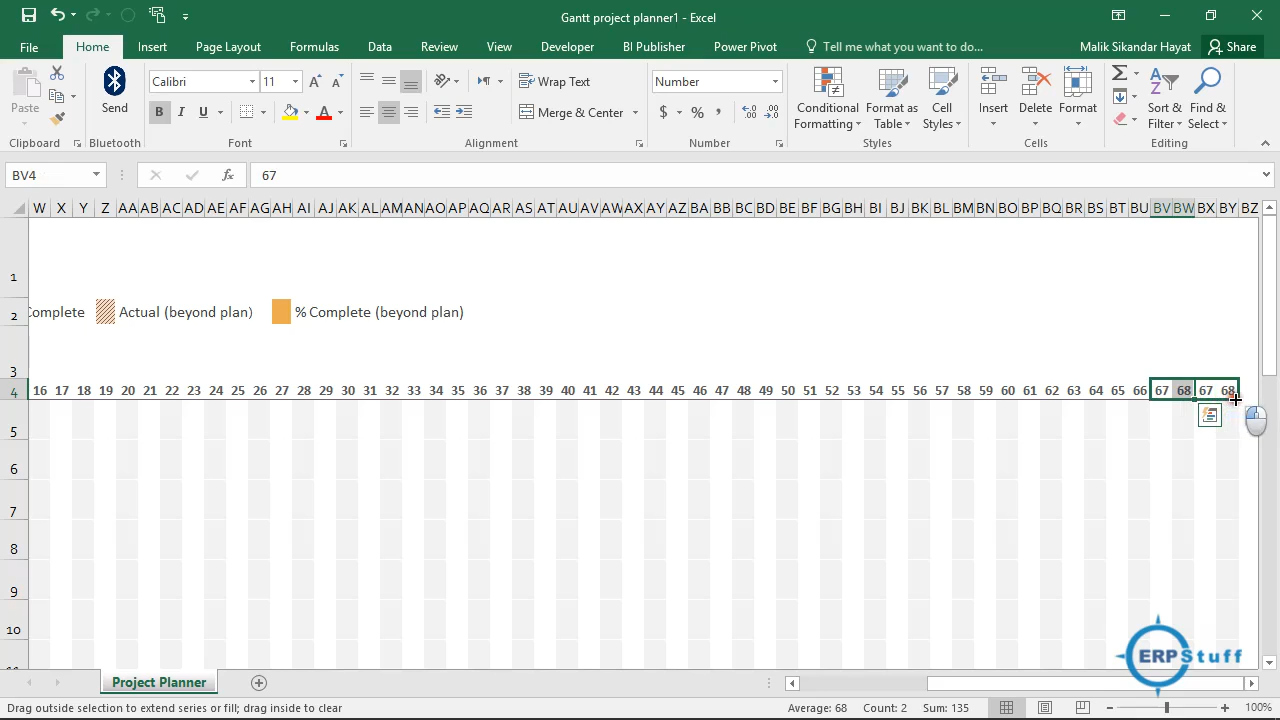 Gantt project planner1 - Excel
File Home Insert Page Layout Formulas Data Review View Developer BI Publisher Power Pivot Tell me what you want to do... Malik Sikandar Hayat Share
Paste
Clipboard
Send
Bluetooth
Calibri 11
B I U
Font
Wrap Text
Merge & Center
Alignment
Number
$ % ,
Number
Conditional Formatting
Format as Table
Cell Styles
Styles
Insert Delete Format
Cells
Sort & Filter
Find & Select
Editing
BV4 fx 67
W X Y Z AA AB AC AD AE AF AG AH AI AJ AK AL AM AN AO AP AQ AR AS AT AU AV AW AX AY AZ BA BB BC BD BE BF BG BH BI BJ BK BL BM BN BO BP BQ BR BS BT BU BV BW BX BY BZ
1
2 Complete Actual (beyond plan) % Complete (beyond plan)
3
4 16 17 18 19 20 21 22 23 24 25 26 27 28 29 30 31 32 33 34 35 36 37 38 39 40 41 42 43 44 45 46 47 48 49 50 51 52 53 54 55 56 57 58 59 60 61 62 63 64 65 66 67 68 67 68
5
6
7
8
9
10
ERPStuff
Project Planner
Drag outside selection to extend series or fill; drag inside to clear Average: 68 Count: 2 Sum: 135 100%